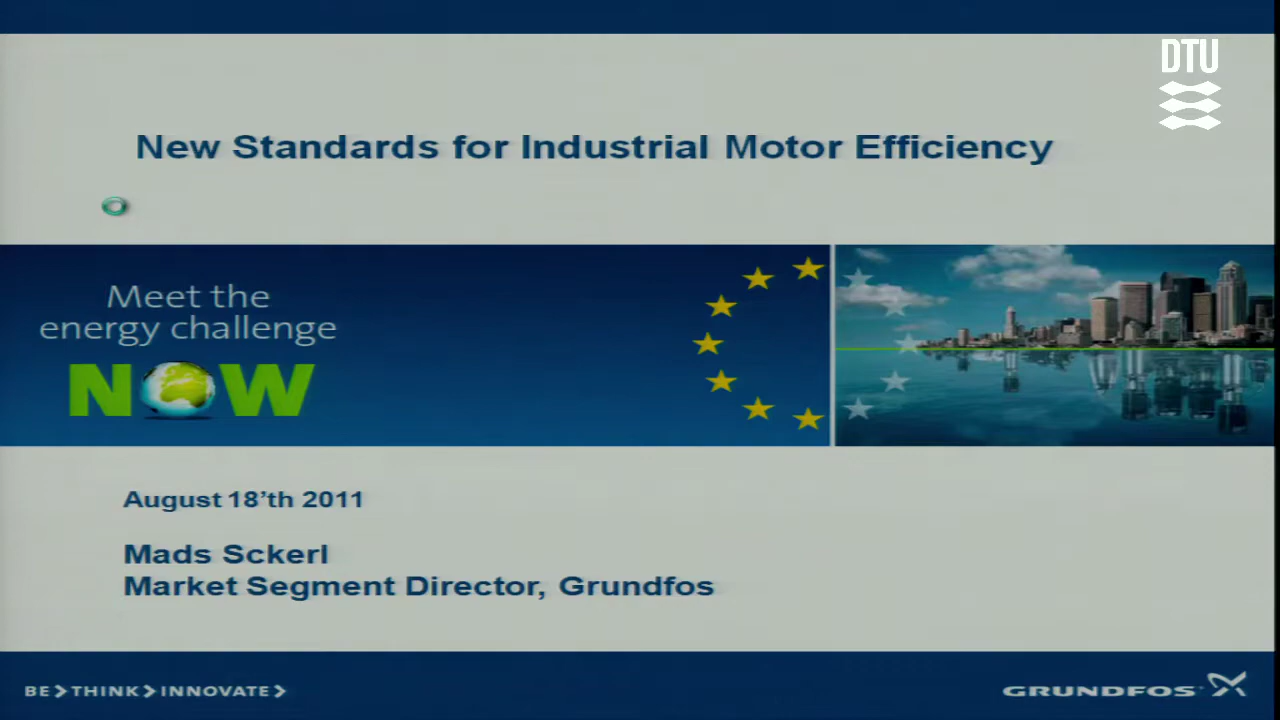 DTU
New Standards for Industrial Motor Efficiency
Meet the
energy challenge
NOW
August 18’th 2011
Mads Sckerl
Market Segment Director, Grundfos
BE>THINK>INNOVATE>
GRUNDFOS